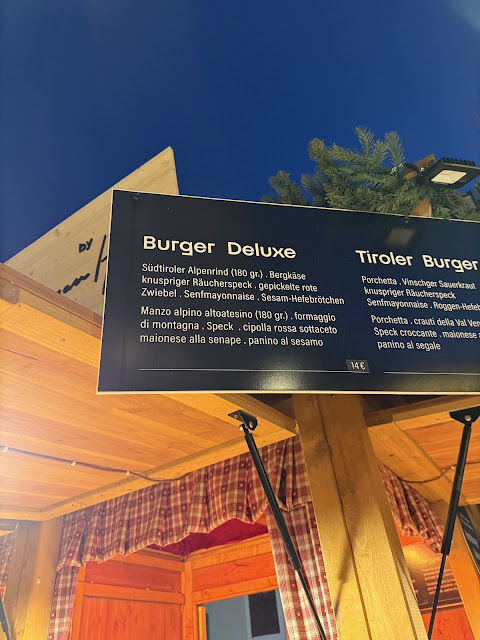 by
Burger Deluxe
Südtiroler Alpenrind (180 gr.) . Bergkäse
knuspriger Räucherspeck . gepickelte rote
Zwiebel . Senfmayonnaise . Sesam-Hefebrötchen
Manzo alpino altoatesino (180 gr.) . formaggio
di montagna . Speck . cipolla rossa sottaceto
maionese alla senape . panino al sesamo
14 €
Tiroler Burger
Porchetta . Vinschger Sauerkraut
knuspriger Räucherspeck
Senfmayonnaise . Roggen-Hefeb
Porchetta . crauti della Val Ven
Speck croccante . maionese a
panino al segale